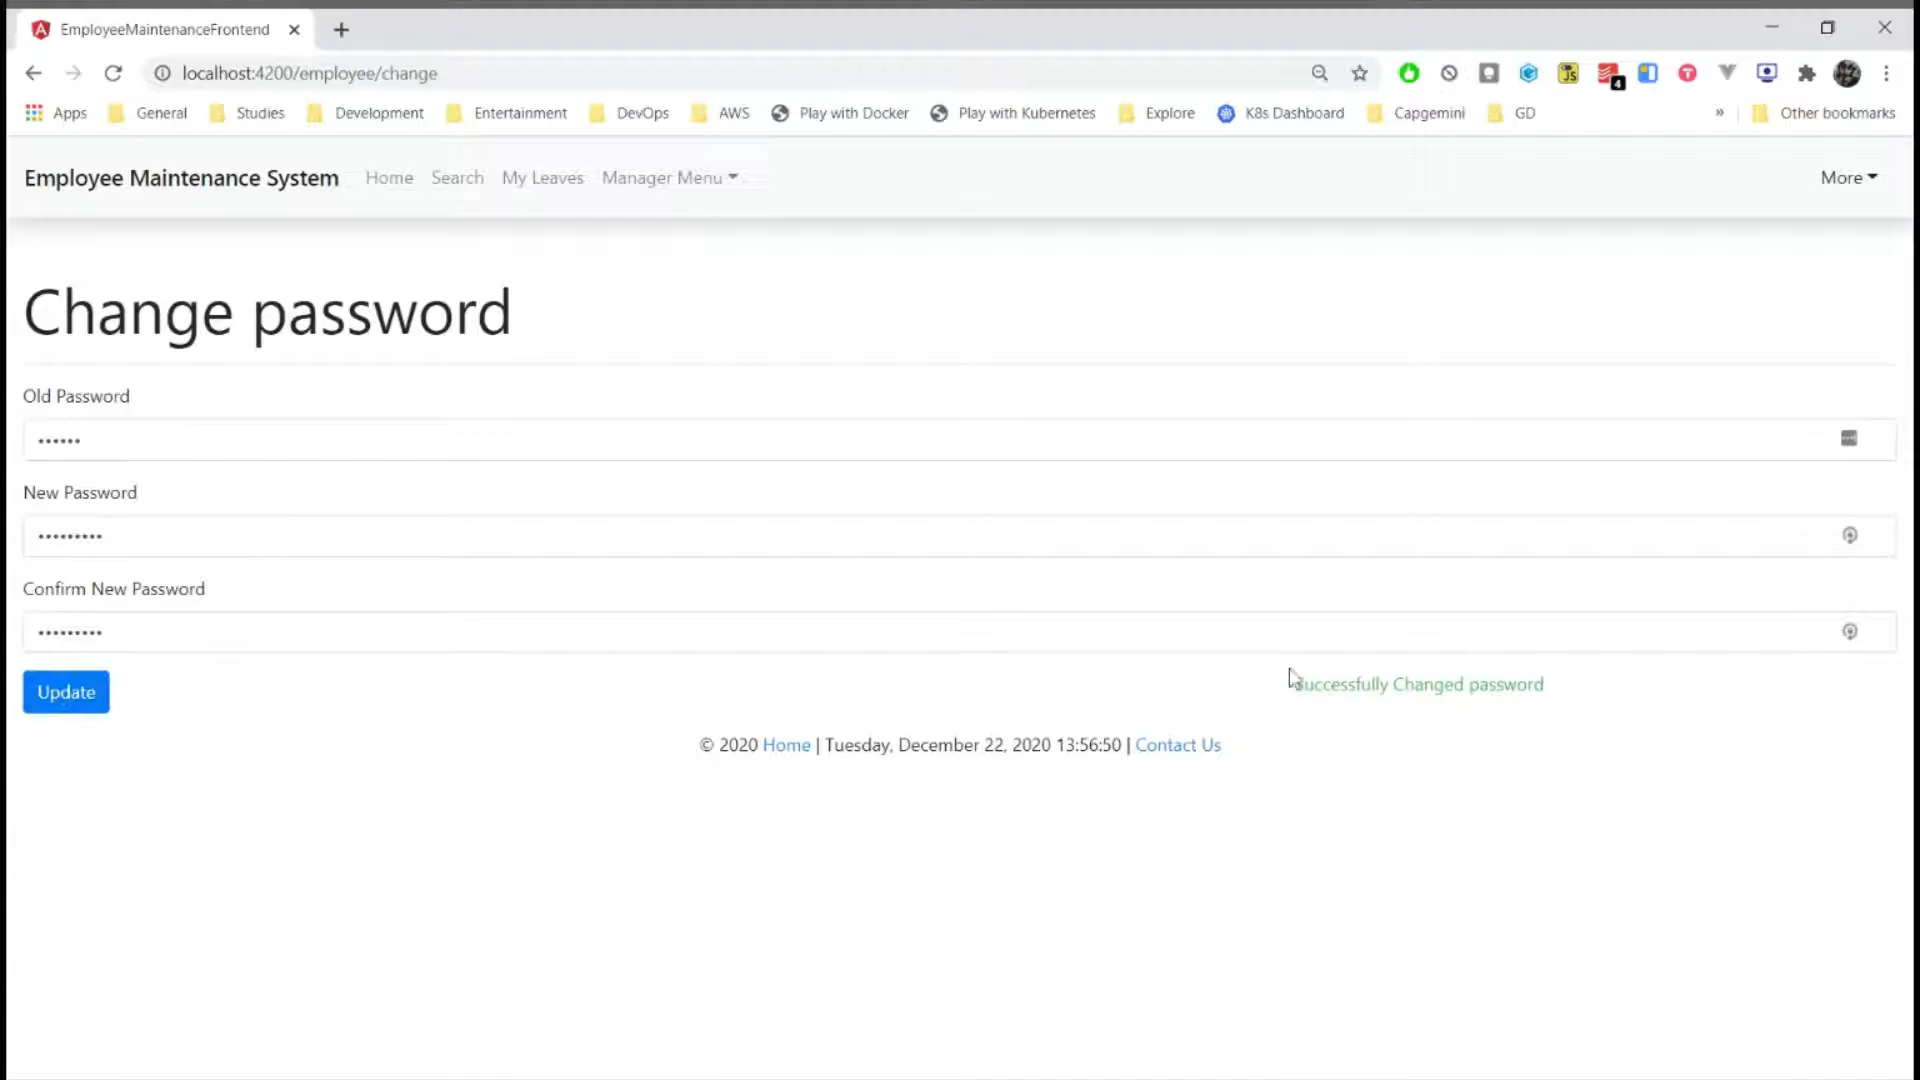 EmployeeMaintenanceFrontend
localhost:4200/employee/change
JS
4
T
Apps General Studies Development Entertainment DevOps AWS Play with Docker Play with Kubernetes Explore K8s Dashboard Capgemini GD » Other bookmarks
Employee Maintenance System Home Search My Leaves Manager Menu More
Change password
Old Password
••••••
New Password
•••••••••
Confirm New Password
•••••••••
Update
Successfully Changed password
© 2020 Home | Tuesday, December 22, 2020 13:56:50 | Contact Us